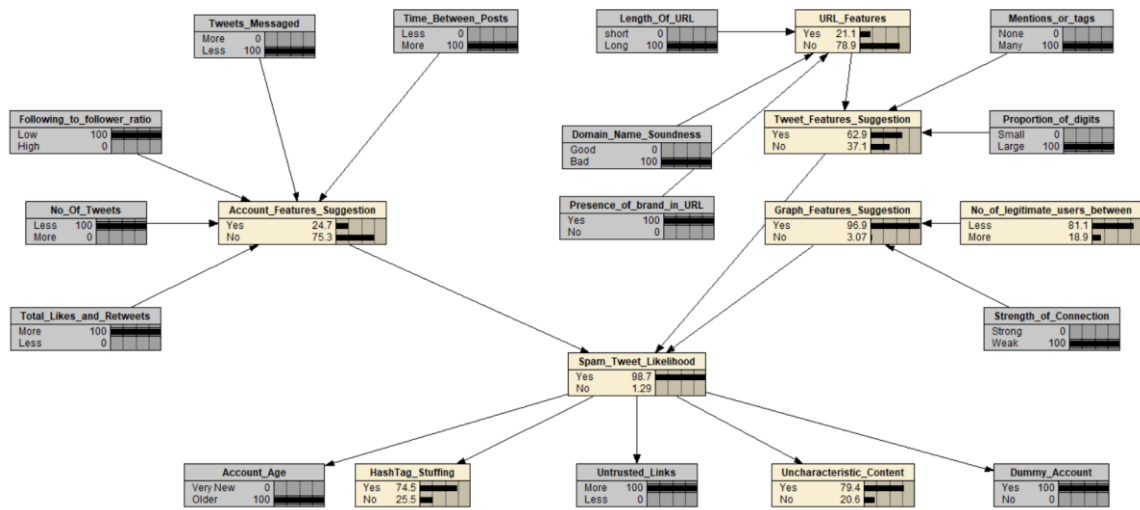 Tweets_Messaged
More 0
Less 100
Time_Between_Posts
Less 0
More 100
Length_Of_URL
short 0
Long 100
URL_Features
Yes 21.1
No 78.9
Mentions_or_tags
None 0
Many 100
Following_to_follower_ratio
Low 100
High 0
Domain_Name_Soundness
Good 0
Bad 100
Tweet_Features_Suggestion
Yes 62.9
No 37.1
Proportion_of_digits
Small 0
Large 100
No_Of_Tweets
Less 100
More 0
Account_Features_Suggestion
Yes 24.7
No 75.3
Presence_of_brand_in_URL
Yes 100
No 0
Graph_Features_Suggestion
Yes 96.9
No 3.07
No_of_legitimate_users_between
Less 81.1
More 18.9
Total_Likes_and_Retweets
More 100
Less 0
Strength_of_Connection
Strong 0
Weak 100
Spam_Tweet_Likelihood
Yes 98.7
No 1.29
Account_Age
Very New 0
Older 100
HashTag_Stuffing
Yes 74.5
No 25.5
Untrusted_Links
More 100
Less 0
Uncharacteristic_Content
Yes 79.4
No 20.6
Dummy_Account
Yes 100
No 0